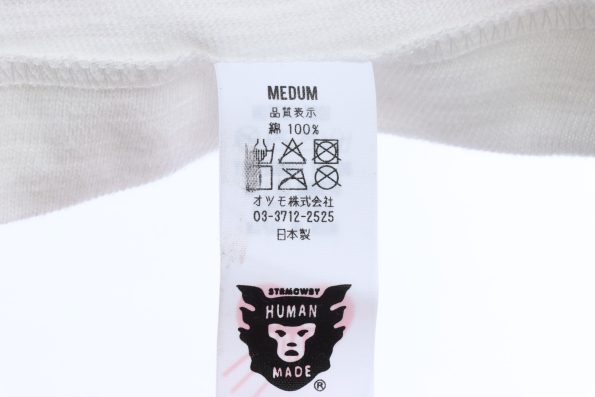 MEDUM
品質表示
綿 100%
オツモ株式会社
03-3712-2525
日本製
STRMCWBY
HUMAN
MADE
®